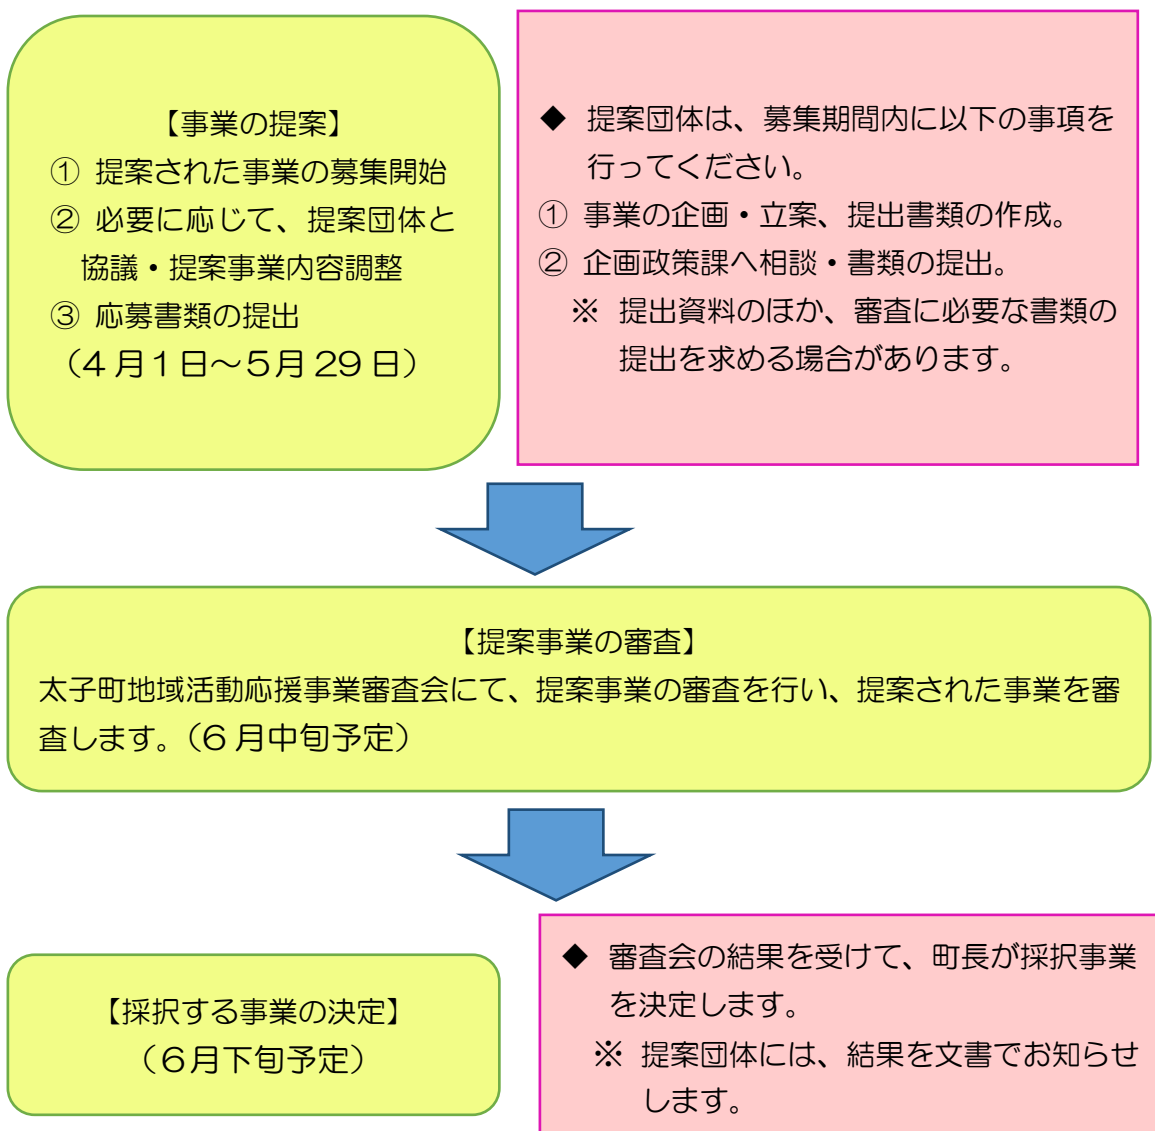 【事業の提案】
① 提案された事業の募集開始
② 必要に応じて、提案団体と
協議・提案事業内容調整
③ 応募書類の提出
（４月１日～５月 29 日）
◆ 提案団体は、募集期間内に以下の事項を
行ってください。
① 事業の企画・立案、提出書類の作成。
② 企画政策課へ相談・書類の提出。
※ 提出資料のほか、審査に必要な書類の
提出を求める場合があります。
【提案事業の審査】
太子町地域活動応援事業審査会にて、提案事業の審査を行い、提案された事業を審
査します。（６月中旬予定）
【採択する事業の決定】
（６月下旬予定）
◆ 審査会の結果を受けて、町長が採択事業
を決定します。
※ 提案団体には、結果を文書でお知らせ
します。